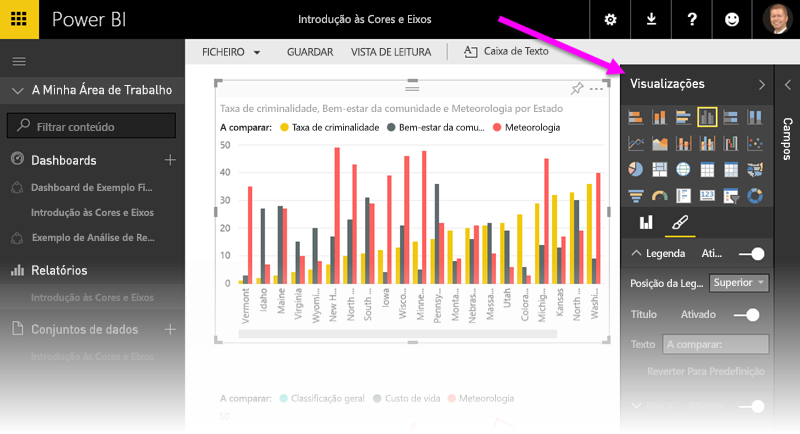 Power BI
Introdução às Cores e Eixos
FICHEIRO
GUARDAR
VISTA DE LEITURA
Caixa de Texto
A Minha Área de Trabalho
Filtrar conteúdo
Dashboards
Dashboard de Exemplo Fi...
Introdução às Cores e Eixos
Exemplo de Análise de Re...
Relatórios
Introdução às Cores e Eixos
Conjuntos de dados
Introdução às Cores e Eixos
Taxa de criminalidade, Bem-estar da comunidade e Meteorologia por Estado
A comparar: Taxa de criminalidade Bem-estar da comu... Meteorologia
50
40
30
20
10
0
Vermont
Idaho
Maine
Virginia
Wyomi...
New H...
North ...
South ...
Iowa
Wisco...
Minne...
Pennsy...
Monta...
Nebras...
Massa...
Utah
Colora...
Michig...
Kansas
North ...
Washi...
A comparar: Classificação geral Custo de vida Meteorologia
50
Visualizações
Campos
Legenda Ati...
Posição da Leg... Superior
Título Ativado
Texto A comparar:
Reverter Para Predefinição